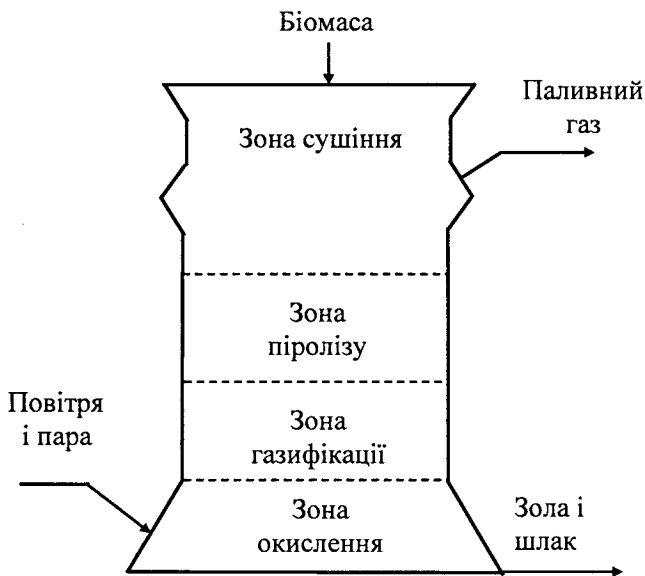 Біомаса
Паливний
газ
Зона сушіння
Зона
піролізу
Повітря
і пара
Зона
газифікації
Зона
окислення
Зола і
шлак